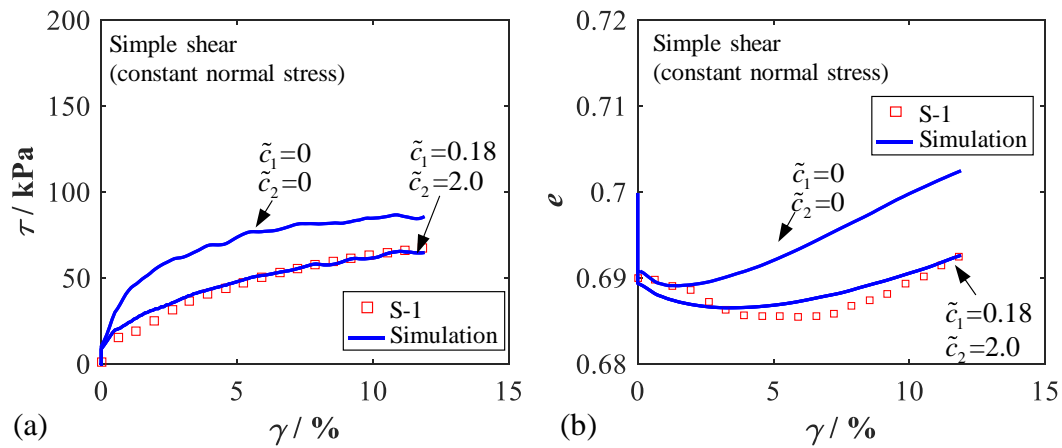 200
150
100
50
0
τ / kPa
Simple shear
(constant normal stress)
c̃₁=0
c̃₂=0
c̃₁=0.18
c̃₂=2.0
S-1
Simulation
0 5 10 15
(a)
γ / %
0.72
0.71
0.7
0.69
0.68
e
Simple shear
(constant normal stress)
S-1
Simulation
c̃₁=0
c̃₂=0
c̃₁=0.18
c̃₂=2.0
0 5 10 15
(b)
γ / %